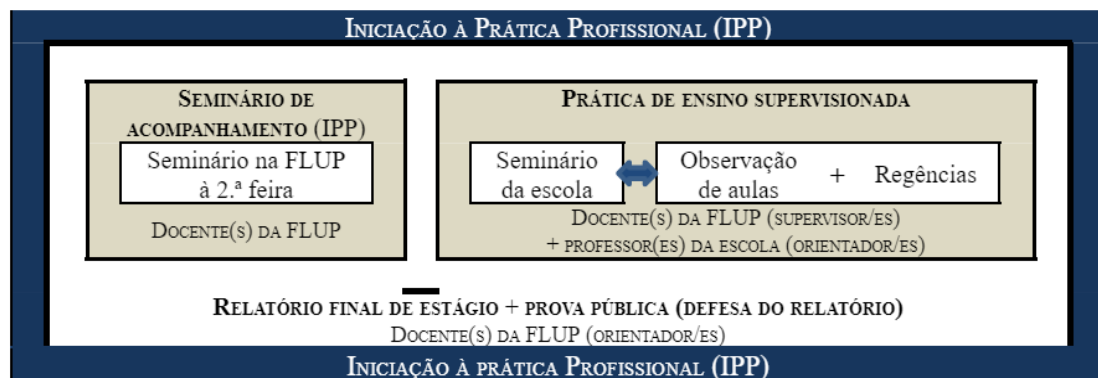 INICIAÇÃO À PRÁTICA PROFISSIONAL (IPP)
SEMINÁRIO DE
ACOMPANHAMENTO (IPP)
Seminário na FLUP
à 2.ª feira
DOCENTE(S) DA FLUP
PRÁTICA DE ENSINO SUPERVISIONADA
Seminário
da escola
Observação
de aulas
+
Regências
DOCENTE(S) DA FLUP (SUPERVISOR/ES)
+ PROFESSOR(ES) DA ESCOLA (ORIENTADOR/ES)
RELATÓRIO FINAL DE ESTÁGIO + PROVA PÚBLICA (DEFESA DO RELATÓRIO)
DOCENTE(S) DA FLUP (ORIENTADOR/ES)
INICIAÇÃO À PRÁTICA PROFISSIONAL (IPP)